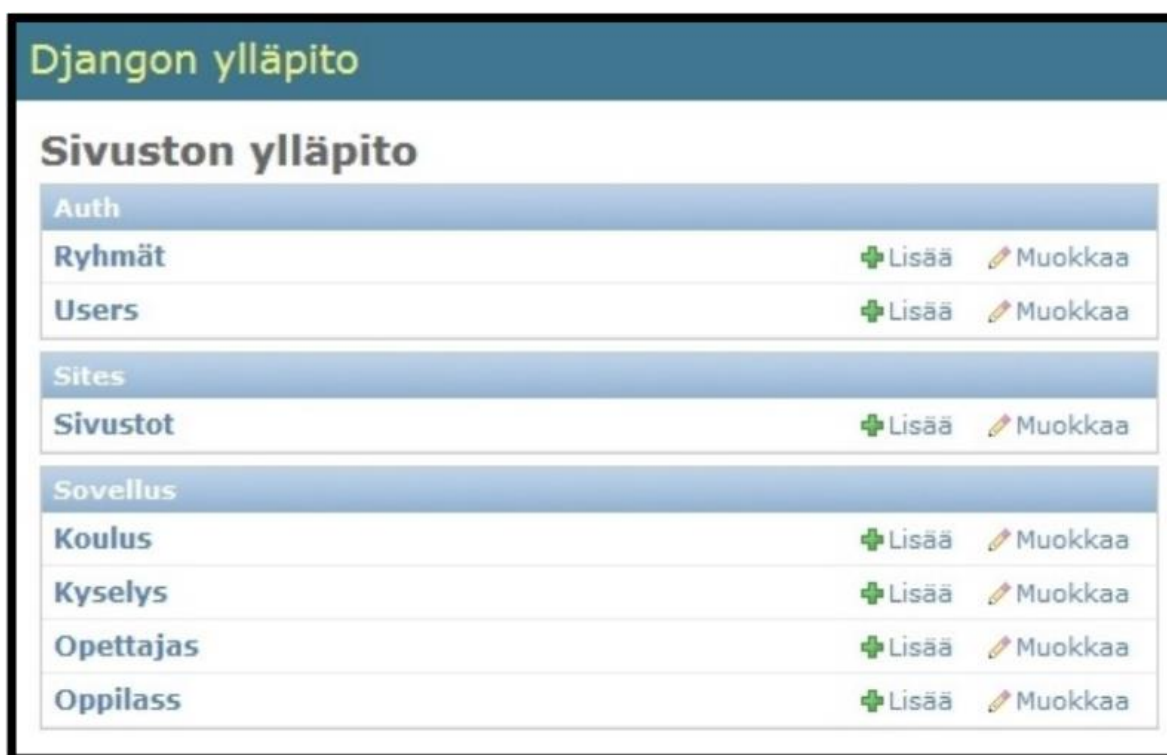 Djangon ylläpito
Sivuston ylläpito
Auth
Ryhmät Lisää Muokkaa
Users Lisää Muokkaa
Sites
Sivustot Lisää Muokkaa
Sovellus
Koulus Lisää Muokkaa
Kyselys Lisää Muokkaa
Opettajas Lisää Muokkaa
Oppilass Lisää Muokkaa